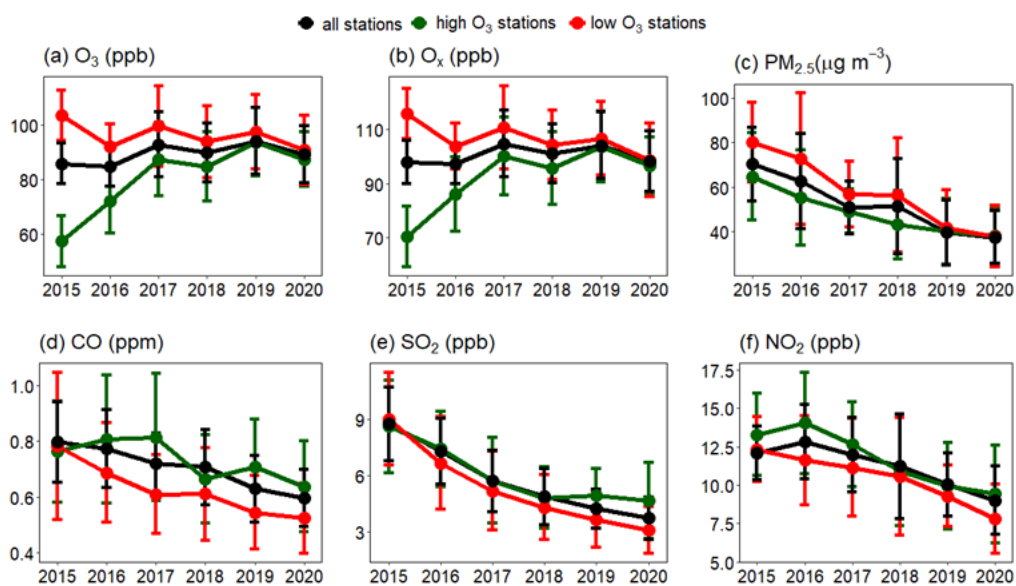 all stations high O₃ stations low O₃ stations
(a) O₃ (ppb)
100
80
60
2015 2016 2017 2018 2019 2020
(b) Oₓ (ppb)
110
90
70
2015 2016 2017 2018 2019 2020
(c) PM₂.₅(μg m⁻³)
100
80
60
40
2015 2016 2017 2018 2019 2020
(d) CO (ppm)
1.0
0.8
0.6
0.4
2015 2016 2017 2018 2019 2020
(e) SO₂ (ppb)
9
6
3
2015 2016 2017 2018 2019 2020
(f) NO₂ (ppb)
17.5
15.0
12.5
10.0
7.5
5.0
2015 2016 2017 2018 2019 2020